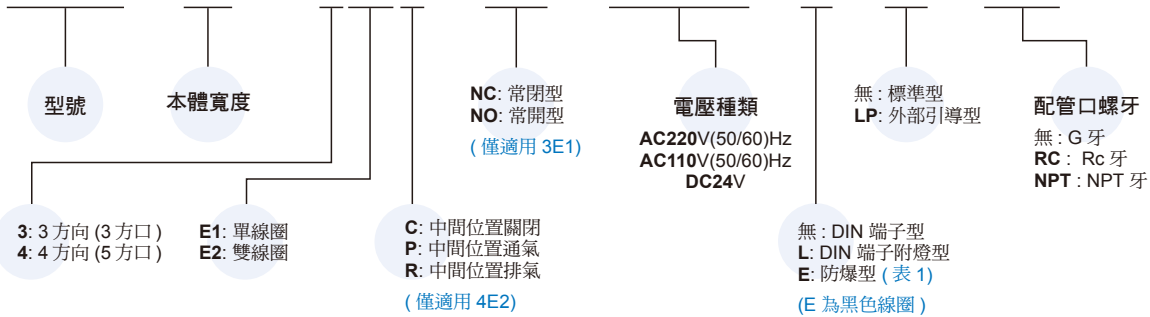 型號
本體寬度
NC: 常閉型
NO: 常開型
( 僅適用 3E1)
電壓種類
AC220V(50/60)Hz
AC110V(50/60)Hz
DC24V
無 : 標準型
LP: 外部引導型
配管口螺牙
無 : G 牙
RC : Rc 牙
NPT : NPT 牙
3: 3 方向 (3 方口 )
4: 4 方向 (5 方口 )
E1: 單線圈
E2: 雙線圈
C: 中間位置關閉
P: 中間位置通氣
R: 中間位置排氣
( 僅適用 4E2)
無 : DIN 端子型
L: DIN 端子附燈型
E: 防爆型 ( 表 1)
(E 為黑色線圈 )